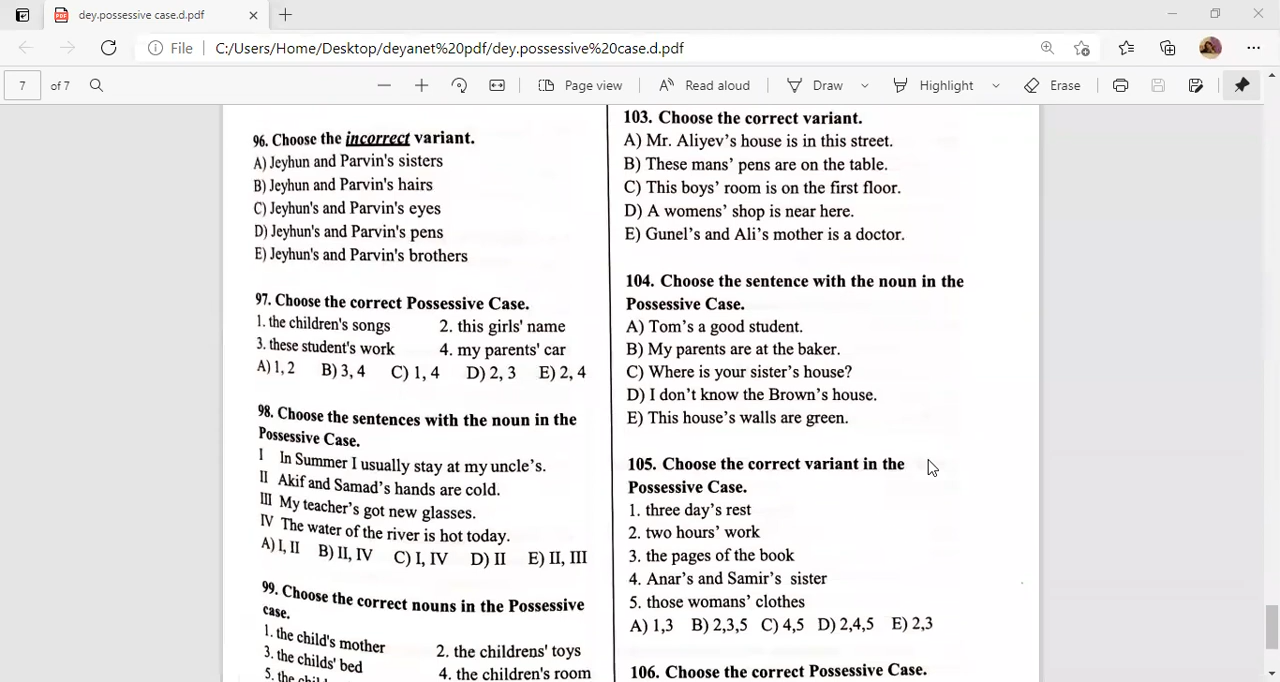 dey.possessive case.d.pdf
File C:/Users/Home/Desktop/deyanet%20pdf/dey.possessive%20case.d.pdf
7 of 7 Page view Read aloud Draw Highlight Erase
96. Choose the incorrect variant.
A) Jeyhun and Parvin's sisters
B) Jeyhun and Parvin's hairs
C) Jeyhun's and Parvin's eyes
D) Jeyhun's and Parvin's pens
E) Jeyhun's and Parvin's brothers
97. Choose the correct Possessive Case.
1. the children's songs 2. this girls' name
3. these student's work 4. my parents' car
A) 1, 2 B) 3, 4 C) 1, 4 D) 2, 3 E) 2, 4
98. Choose the sentences with the noun in the
Possessive Case.
I In Summer I usually stay at my uncle's.
II Akif and Samad's hands are cold.
III My teacher's got new glasses.
IV The water of the river is hot today.
A) I, II B) II, IV C) I, IV D) II E) II, III
99. Choose the correct nouns in the Possessive
case.
1. the child's mother 2. the childrens' toys
3. the childs' bed 4. the children's room
5. the
103. Choose the correct variant.
A) Mr. Aliyev's house is in this street.
B) These mans' pens are on the table.
C) This boys' room is on the first floor.
D) A womens' shop is near here.
E) Gunel's and Ali's mother is a doctor.
104. Choose the sentence with the noun in the
Possessive Case.
A) Tom's a good student.
B) My parents are at the baker.
C) Where is your sister's house?
D) I don't know the Brown's house.
E) This house's walls are green.
105. Choose the correct variant in the
Possessive Case.
1. three day's rest
2. two hours' work
3. the pages of the book
4. Anar's and Samir's sister
5. those womans' clothes
A) 1,3 B) 2,3,5 C) 4,5 D) 2,4,5 E) 2,3
106. Choose the correct Possessive Case.